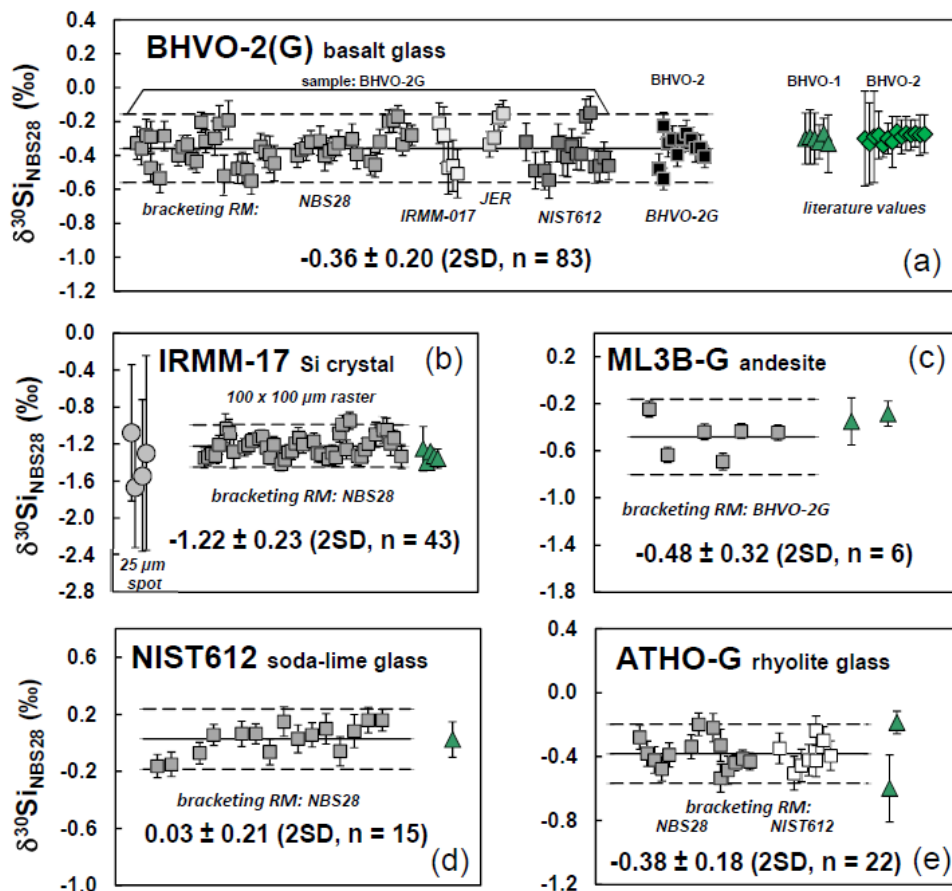 0.4
0.2
0.0
-0.2
-0.4
-0.6
-0.8
-1.0
-1.2
δ30SiNBS28 (‰)
BHVO-2(G) basalt glass
sample: BHVO-2G
BHVO-2
BHVO-1 BHVO-2
bracketing RM: NBS28 IRMM-017 JER NIST612 BHVO-2G literature values
-0.36 ± 0.20 (2SD, n = 83)
(a)
0.0
-0.4
-0.8
-1.2
-1.6
-2.0
-2.4
-2.8
δ30SiNBS28 (‰)
IRMM-17 Si crystal
(b)
100 x 100 µm raster
bracketing RM: NBS28
-1.22 ± 0.23 (2SD, n = 43)
25 µm
spot
0.2
-0.2
-0.6
-1.0
-1.4
-1.8
ML3B-G andesite
(c)
bracketing RM: BHVO-2G
-0.48 ± 0.32 (2SD, n = 6)
0.6
0.2
-0.2
-0.6
-1.0
δ30SiNBS28 (‰)
NIST612 soda-lime glass
bracketing RM: NBS28
0.03 ± 0.21 (2SD, n = 15)
(d)
0.4
0.0
-0.4
-0.8
-1.2
ATHO-G rhyolite glass
bracketing RM:
NBS28 NIST612
-0.38 ± 0.18 (2SD, n = 22)
(e)